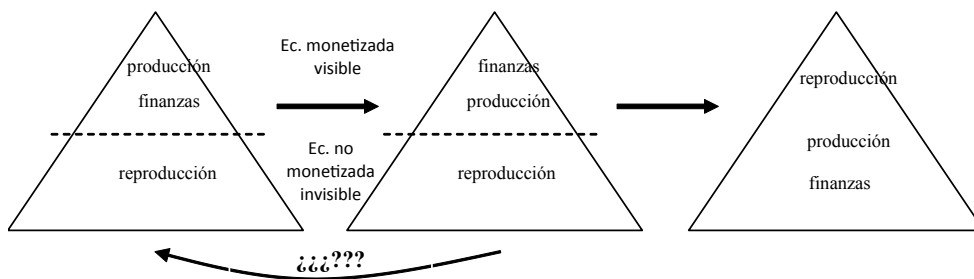 producción
finanzas
reproducción
Ec. monetizada
visible
Ec. no
monetizada
invisible
finanzas
producción
reproducción
reproducción
producción
finanzas
¿¿¿???